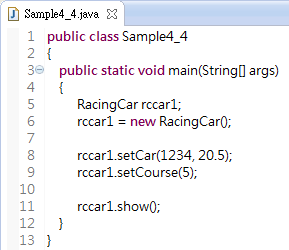 Sample4_4.java
1 public class Sample4_4
2 {
3 public static void main(String[] args)
4 {
5 RacingCar rccar1;
6 rccar1 = new RacingCar();
7
8 rccar1.setCar(1234, 20.5);
9 rccar1.setCourse(5);
10
11 rccar1.show();
12 }
13 }